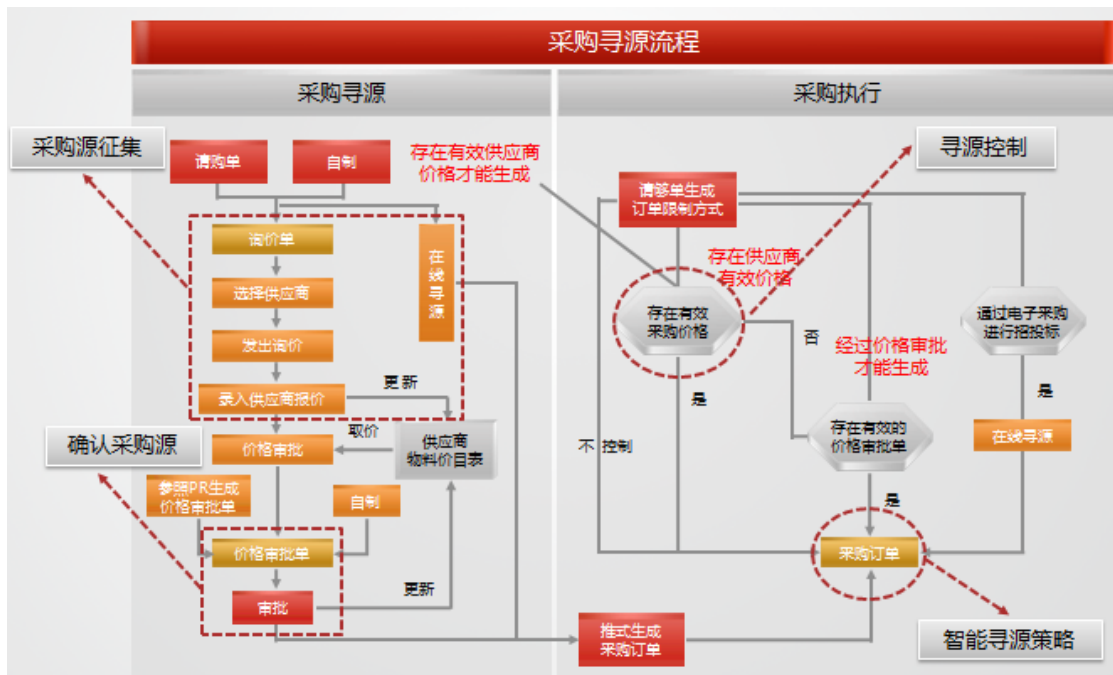 采购寻源流程
采购寻源
采购执行
采购源征集
请购单
自制
存在有效供应商
价格才能生成
寻源控制
请够单生成
订单限制方式
询价单
在
线
寻
源
选择供应商
发出询价
录入供应商报价
更新
存在供应商
有效价格
存在有效
采购价格
通过电子采购
进行招投标
否
经过价格审批
才能生成
是
是
确认采购源
价格审批
取价
供应商
物料价目表
存在有效的
价格审批单
在线寻源
不 控制
参照PR生成
价格审批单
自制
是
价格审批单
采购订单
审批
更新
推式生成
采购订单
智能寻源策略